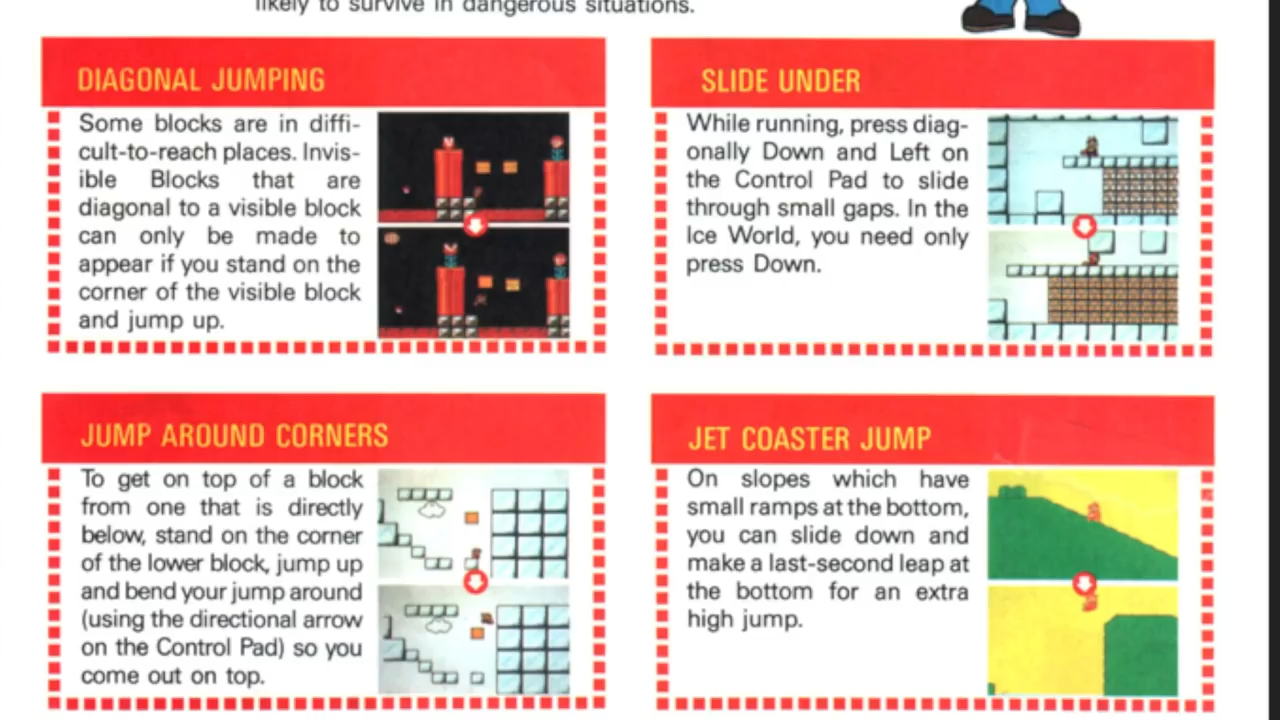 likely to survive in dangerous situations.
DIAGONAL JUMPING
Some blocks are in diffi-
cult-to-reach places. Invis-
ible Blocks that are
diagonal to a visible block
can only be made to
appear if you stand on the
corner of the visible block
and jump up.
SLIDE UNDER
While running, press diag-
onally Down and Left on
the Control Pad to slide
through small gaps. In the
Ice World, you need only
press Down.
JUMP AROUND CORNERS
To get on top of a block
from one that is directly
below, stand on the corner
of the lower block, jump up
and bend your jump around
(using the directional arrow
on the Control Pad) so you
come out on top.
JET COASTER JUMP
On slopes which have
small ramps at the bottom,
you can slide down and
make a last-second leap at
the bottom for an extra
high jump.